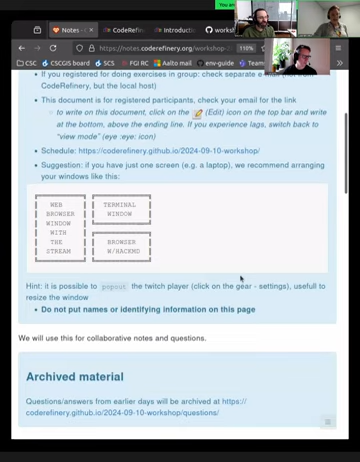 Notes -
CodeRefine
Introductio
worksh
https://notes.coderefinery.org/workshop-2
110%
CSC
CSCGIS board
SCS
FGI RC
Aalto mail
env-guide
Teams
If you registered for doing exercises in group: check separate e-
CodeRefinery, but the local host)
This document is for registered participants, check your email for the link
to write on this document, click on the (Edit) icon on the top bar and write
at the bottom, above the ending line. If you experience lags, switch back to
“view mode” (eye :eye: icon)
Schedule: https://coderefinery.github.io/2024-09-10-workshop/
Suggestion: if you have just one screen (e.g. a laptop), we recommend arranging
your windows like this:
WEB
BROWSER
WINDOW
WITH
THE
STREAM
TERMINAL
WINDOW
BROWSER
W/HACKMD
Hint: it is possible to popout the twitch player (click on the gear - settings), usefull to
resize the window
Do not put names or identifying information on this page
We will use this for collaborative notes and questions.
Archived material
Questions/answers from earlier days will be archived at https://
coderefinery.github.io/2024-09-10-workshop/questions/